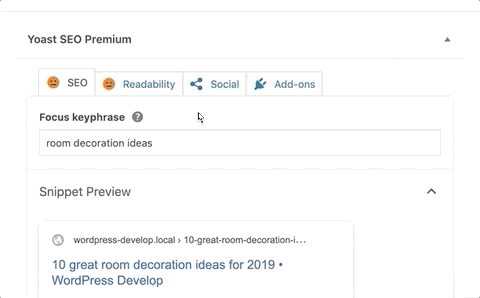 Yoast SEO Premium
SEO Readability Social Add-ons
Focus keyphrase ?
room decoration ideas
Snippet Preview
wordpress-develop.local › 10-great-room-decoration-i...
10 great room decoration ideas for 2019 •
WordPress Develop